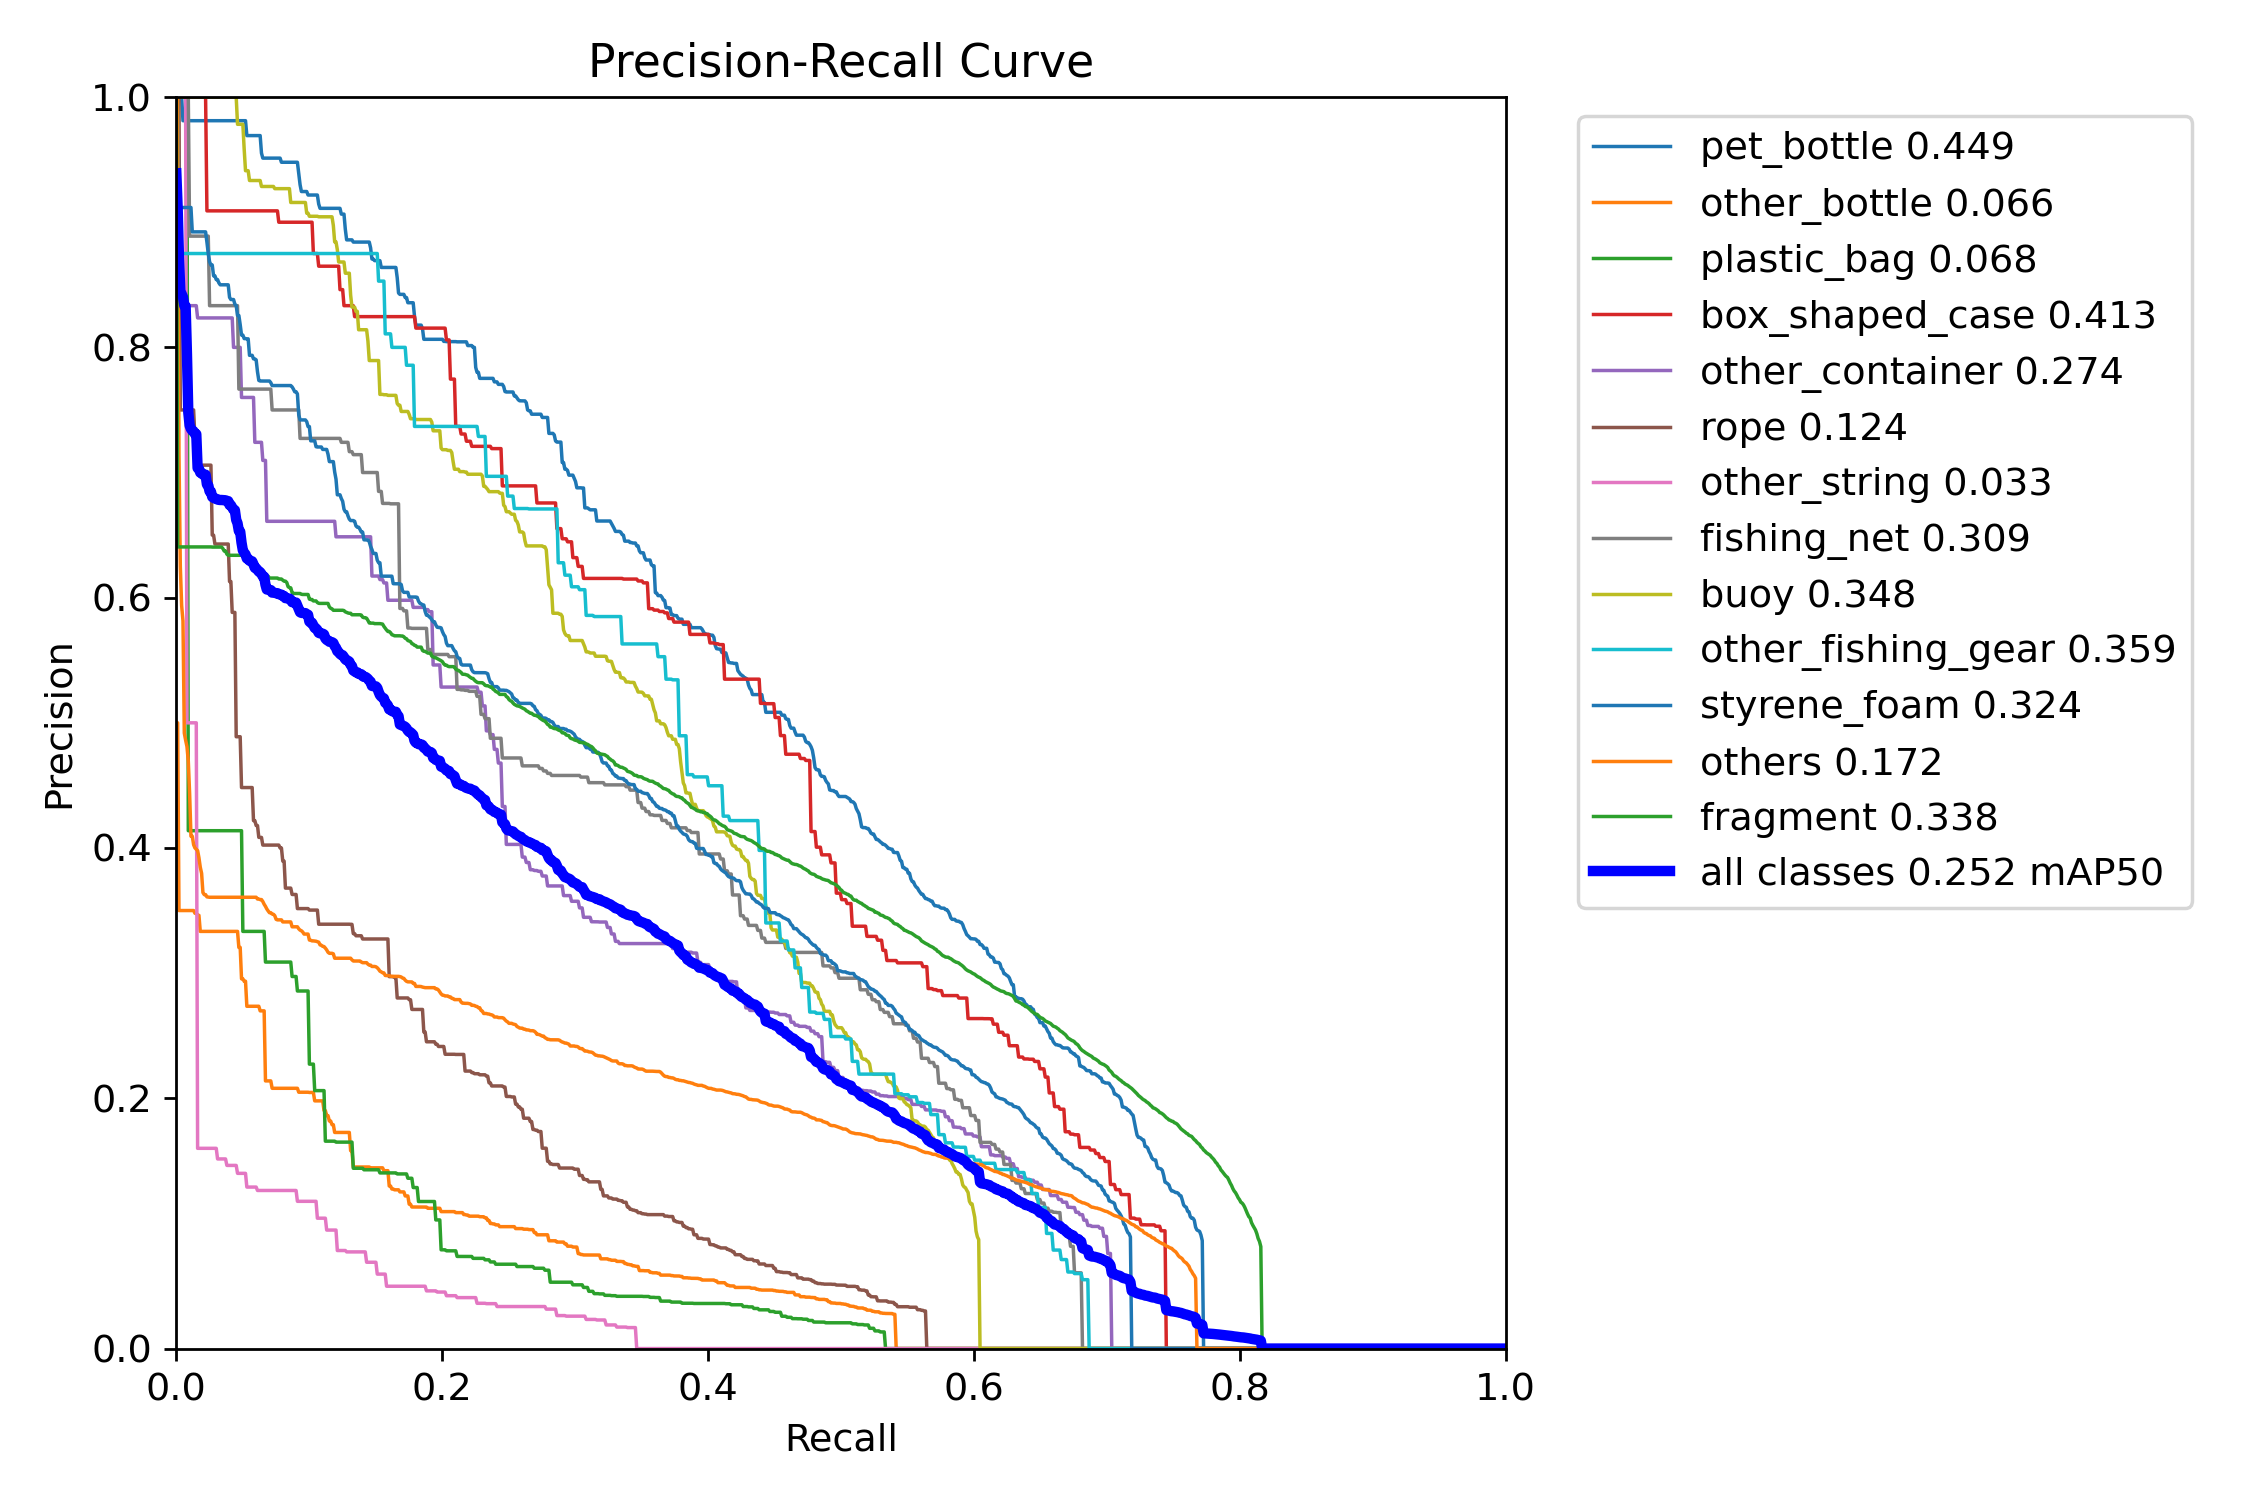 Precision-Recall Curve
1.0
0.8
0.6
0.4
0.2
0.0
Precision
0.0 0.2 0.4 0.6 0.8 1.0
Recall
pet_bottle 0.449
other_bottle 0.066
plastic_bag 0.068
box_shaped_case 0.413
other_container 0.274
rope 0.124
other_string 0.033
fishing_net 0.309
buoy 0.348
other_fishing_gear 0.359
styrene_foam 0.324
others 0.172
fragment 0.338
all classes 0.252 mAP50